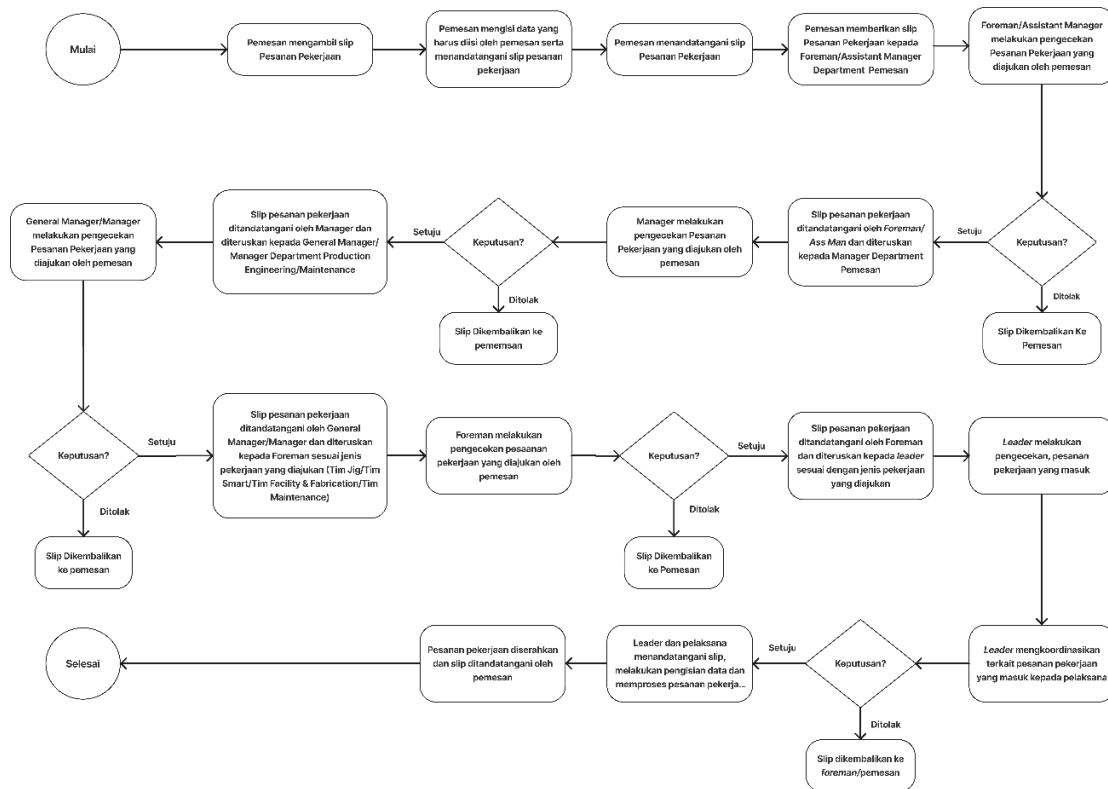 Mulai
Pemesan mengambil slip
Pesanan Pekerjaan
Pemesan mengisi data yang
harus diisi oleh pemesan serta
menandatangani slip pesanan
pekerjaan
Pemesan menandatangani slip
Pesanan Pekerjaan
Pemesan memberikan slip
Pesanan Pekerjaan kepada
Foreman/Assistant Manager
Department Pemesan
Foreman/Assistant Manager
melakukan pengecekan
Pesanan Pekerjaan yang
diajukan oleh pemesan
Keputusan?
Setuju
Ditolak
Slip Dikembalikan Ke
Pemesan
Slip pesanan pekerjaan
ditandatangani oleh Foreman/
Ass Man dan diteruskan
kepada Manager Department
Pemesan
Manager melakukan
pengecekan Pesanan
Pekerjaan yang diajukan oleh
pemesan
Keputusan?
Setuju
Ditolak
Slip Dikembalikan ke
pememsan
Slip pesanan pekerjaan
ditandatangani oleh Manager dan
diteruskan kepada General Manager/
Manager Department Production
Engineering/Maintenance
General Manager/Manager
melakukan pengecekan
Pesanan Pekerjaan yang
diajukan oleh pemesan
Keputusan?
Setuju
Ditolak
Slip Dikembalikan
ke pemesan
Slip pesanan pekerjaan
ditandatangani oleh General
Manager/Manager dan diteruskan
kepada Foreman sesuai jenis
pekerjaan yang diajukan (Tim Jig/Tim
Smart/Tim Facility & Fabrication/Tim
Maintenance)
Foreman melakukan
pengecekan pesaanan
pekerjaan yang diajukan oleh
pemesan
Keputusan?
Setuju
Ditolak
Slip Dikembalikan
ke Pemesan
Slip pesanan pekerjaan
ditandatangani oleh Foreman
dan diteruskan kepada leader
sesuai dengan jenis pekerjaan
yang diajukan
Leader melakukan
pengecekan, pesanan
pekerjaan yang masuk
Leader mengkoordinasikan
terkait pesanan pekerjaan
yang masuk kepada pelaksana
Keputusan?
Setuju
Ditolak
Slip dikembalikan ke
foreman/pemesan
Leader dan pelaksana
menandatangani slip,
melakukan pengisian data dan
memproses pesanan pekerja...
Pesanan pekerjaan diserahkan
dan slip ditandatangani oleh
pemesan
Selesai